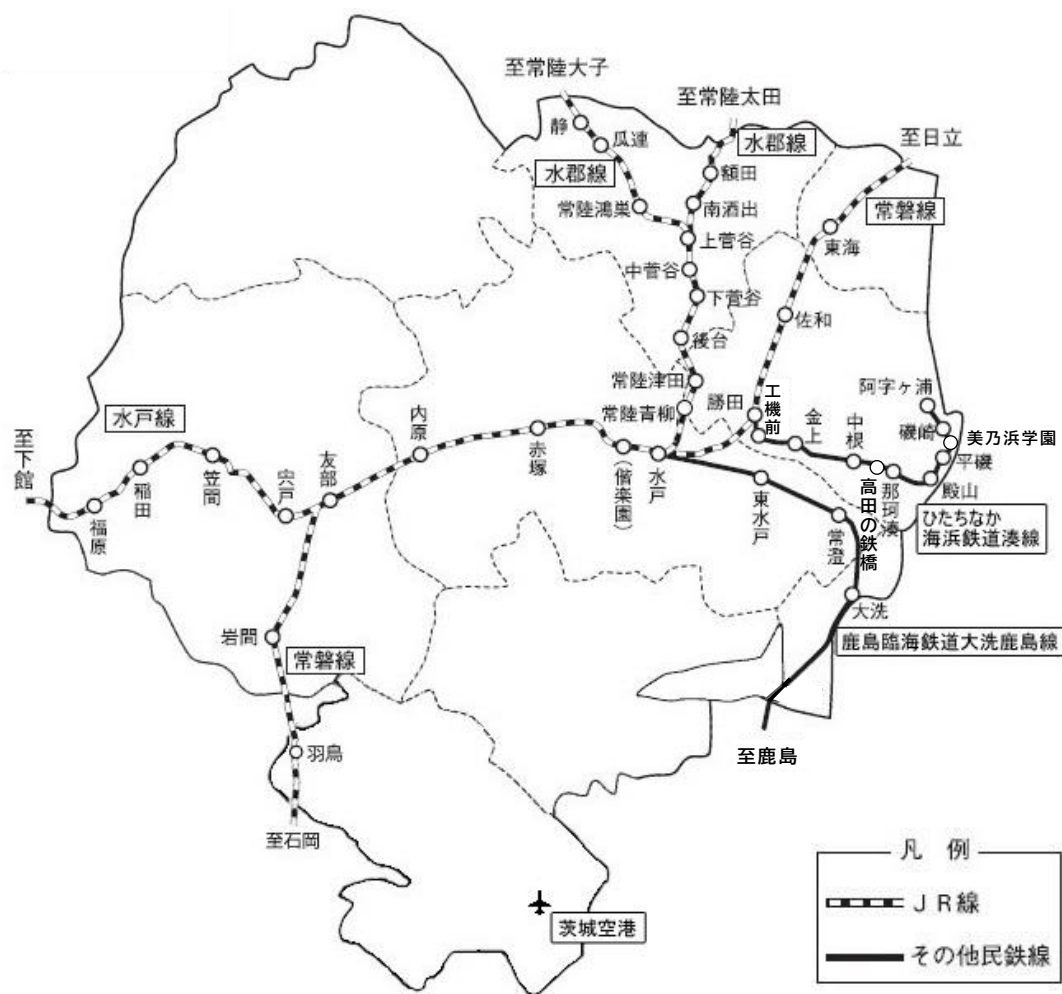 至常陸大子
至常陸太田
至日立
静
瓜連
水郡線
水郡線
額田
常陸鴻巣
南酒出
常磐線
上菅谷
東海
中菅谷
下菅谷
佐和
後台
常陸津田
阿字ヶ浦
水戸線
内原
常陸青柳
勝田
工機前
金上
中根
磯崎
美乃浜学園
平磯
至下館
福原
稲田
笠間
宍戸
友部
赤塚
(偕楽園)
水戸
東水戸
常澄
高田の鉄橋
那珂湊
殿山
ひたちなか
海浜鉄道湊線
大洗
岩間
常磐線
鹿島臨海鉄道大洗鹿島線
羽鳥
至鹿島
至石岡
茨城空港
凡 例
JR線
その他民鉄線